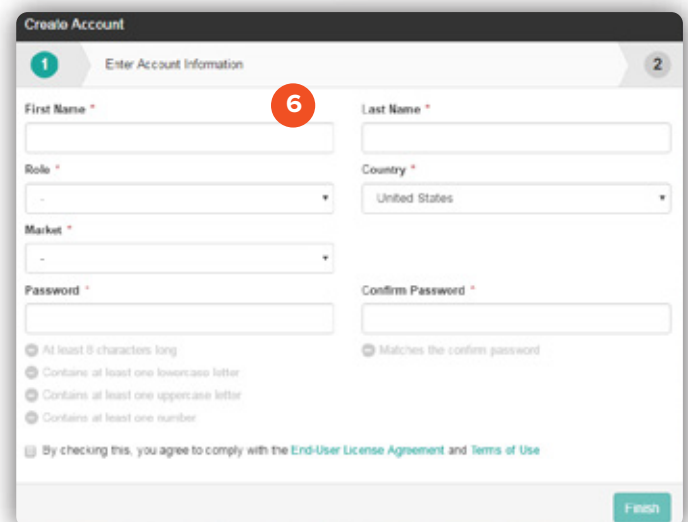 Create Account
1 Enter Account Information 2
6
First Name * Last Name *
Role * Country *
- United States
Market *
-
Password * Confirm Password *
At least 8 characters long Matches the confirm password
Contains at least one lowercase letter
Contains at least one uppercase letter
Contains at least one number
By checking this, you agree to comply with the End-User License Agreement and Terms of Use
Finish